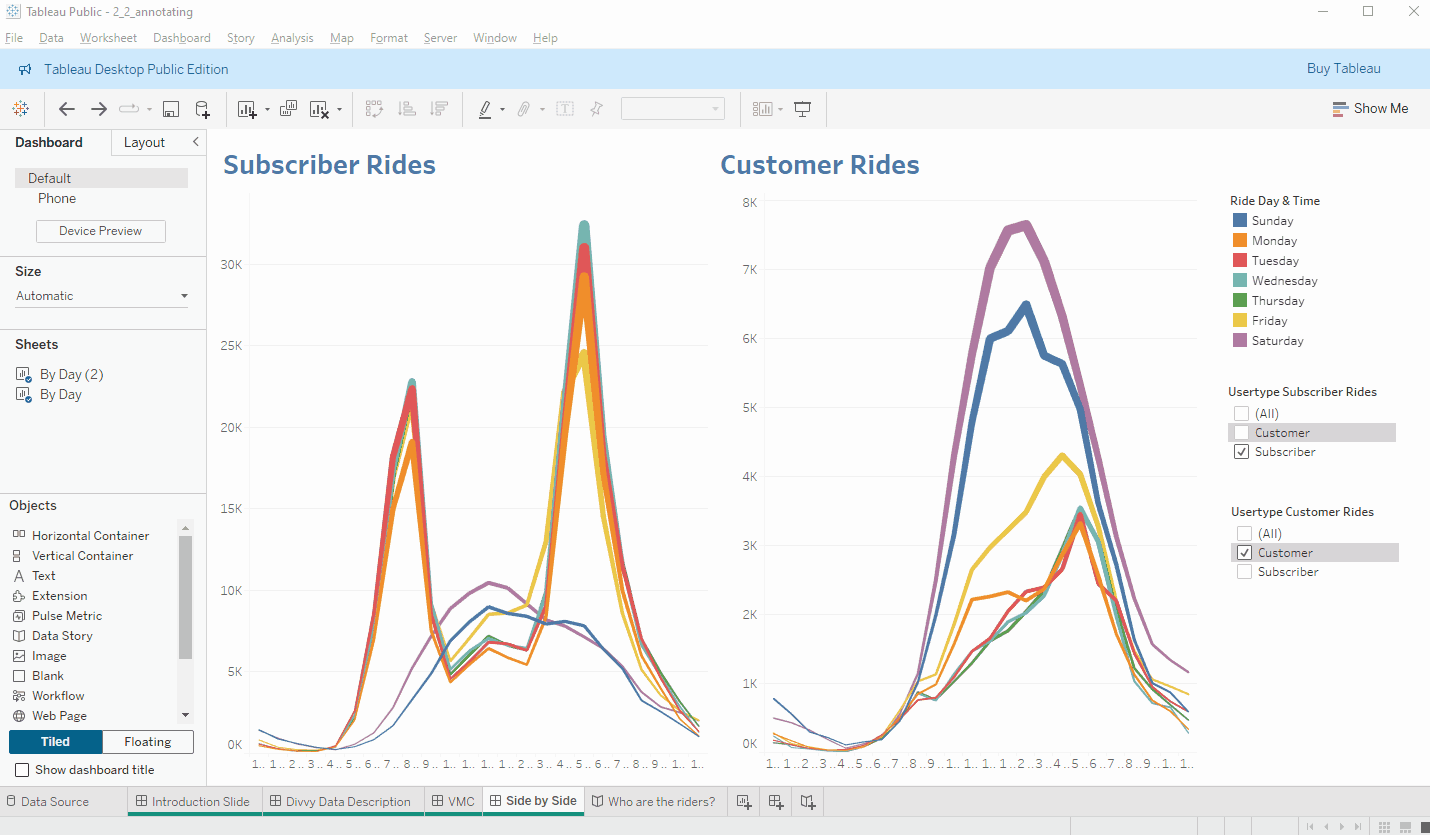 Tableau Public - 2_2_annotating
File Data Worksheet Dashboard Story Analysis Map Format Server Window Help
Tableau Desktop Public Edition
Buy Tableau
Show Me
Dashboard
Layout
Default
Phone
Device Preview
Size
Automatic
Sheets
By Day (2)
By Day
Objects
Horizontal Container
Vertical Container
Text
Extension
Pulse Metric
Data Story
Image
Blank
Workflow
Web Page
Tiled
Floating
Show dashboard title
Subscriber Rides
30K
25K
20K
15K
10K
5K
0K
1.. 1.. 2.. 3.. 4.. 5.. 6.. 7.. 8.. 9.. 1.. 1.. 1.. 1.. 2.. 3.. 4.. 5.. 6.. 7.. 8.. 9.. 1.. 1..
Customer Rides
8K
7K
6K
5K
4K
3K
2K
1K
0K
1.. 1.. 2.. 3.. 4.. 5.. 6.. 7.. 8.. 9.. 1.. 1.. 1.. 1.. 2.. 3.. 4.. 5.. 6.. 7.. 8.. 9.. 1.. 1..
Ride Day & Time
Sunday
Monday
Tuesday
Wednesday
Thursday
Friday
Saturday
Usertype Subscriber Rides
(All)
Customer
Subscriber
Usertype Customer Rides
(All)
Customer
Subscriber
Data Source
Introduction Slide
Divvy Data Description
VMC
Side by Side
Who are the riders?